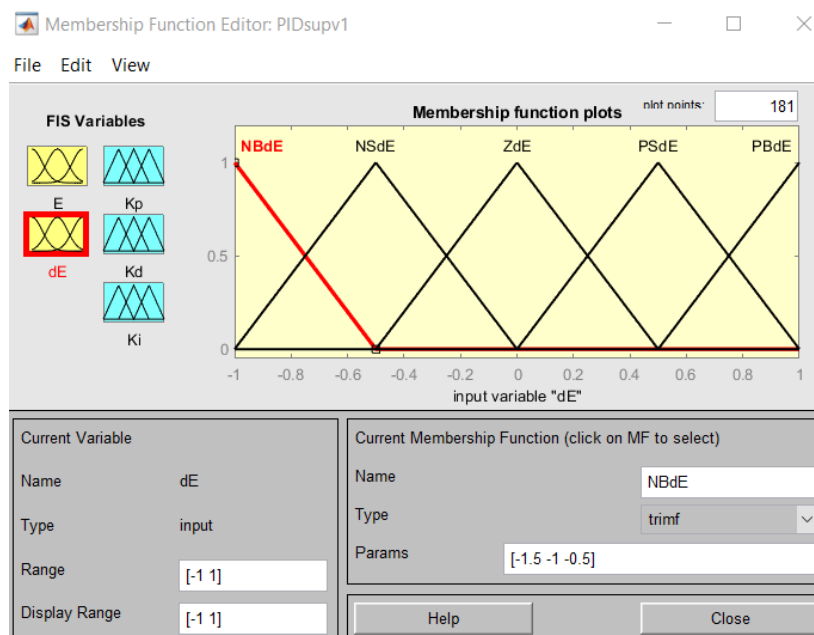 Membership Function Editor: PIDsupv1
File Edit View
FIS Variables
E
Kp
dE
Kd
Ki
Membership function plots
plot points:
181
NBdE NSdE ZdE PSdE PBdE
1
0.5
0
-1 -0.8 -0.6 -0.4 -0.2 0 0.2 0.4 0.6 0.8 1
input variable "dE"
Current Variable
Name dE
Type input
Range [-1 1]
Display Range [-1 1]
Current Membership Function (click on MF to select)
Name NBdE
Type trimf
Params [-1.5 -1 -0.5]
Help Close